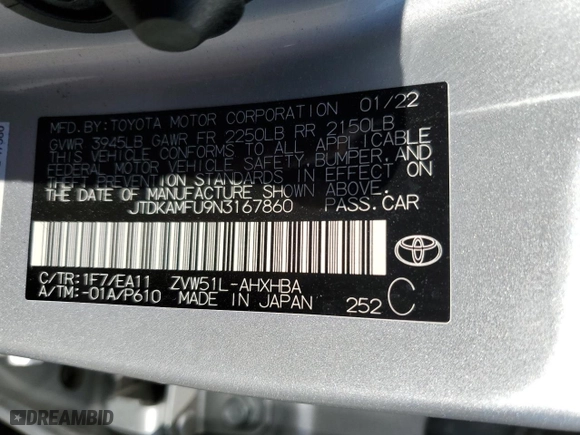 MFD. BY: TOYOTA MOTOR CORPORATION 01/22
GVWR 3945LB GAWR FR 2250LB RR 2150LB
THIS VEHICLE CONFORMS TO ALL APPLICABLE
FEDERAL MOTOR VEHICLE SAFETY, BUMPER, AND
THEFT PREVENTION STANDARDS IN EFFECT ON
THE DATE OF MANUFACTURE SHOWN ABOVE.
JTDKAMFU9N3167860 PASS. CAR
C/TR: 1F7/EA11 ZVW51L-AHXHBA
A/TM: -01A/P610 MADE IN JAPAN 252 C
DREAMBID